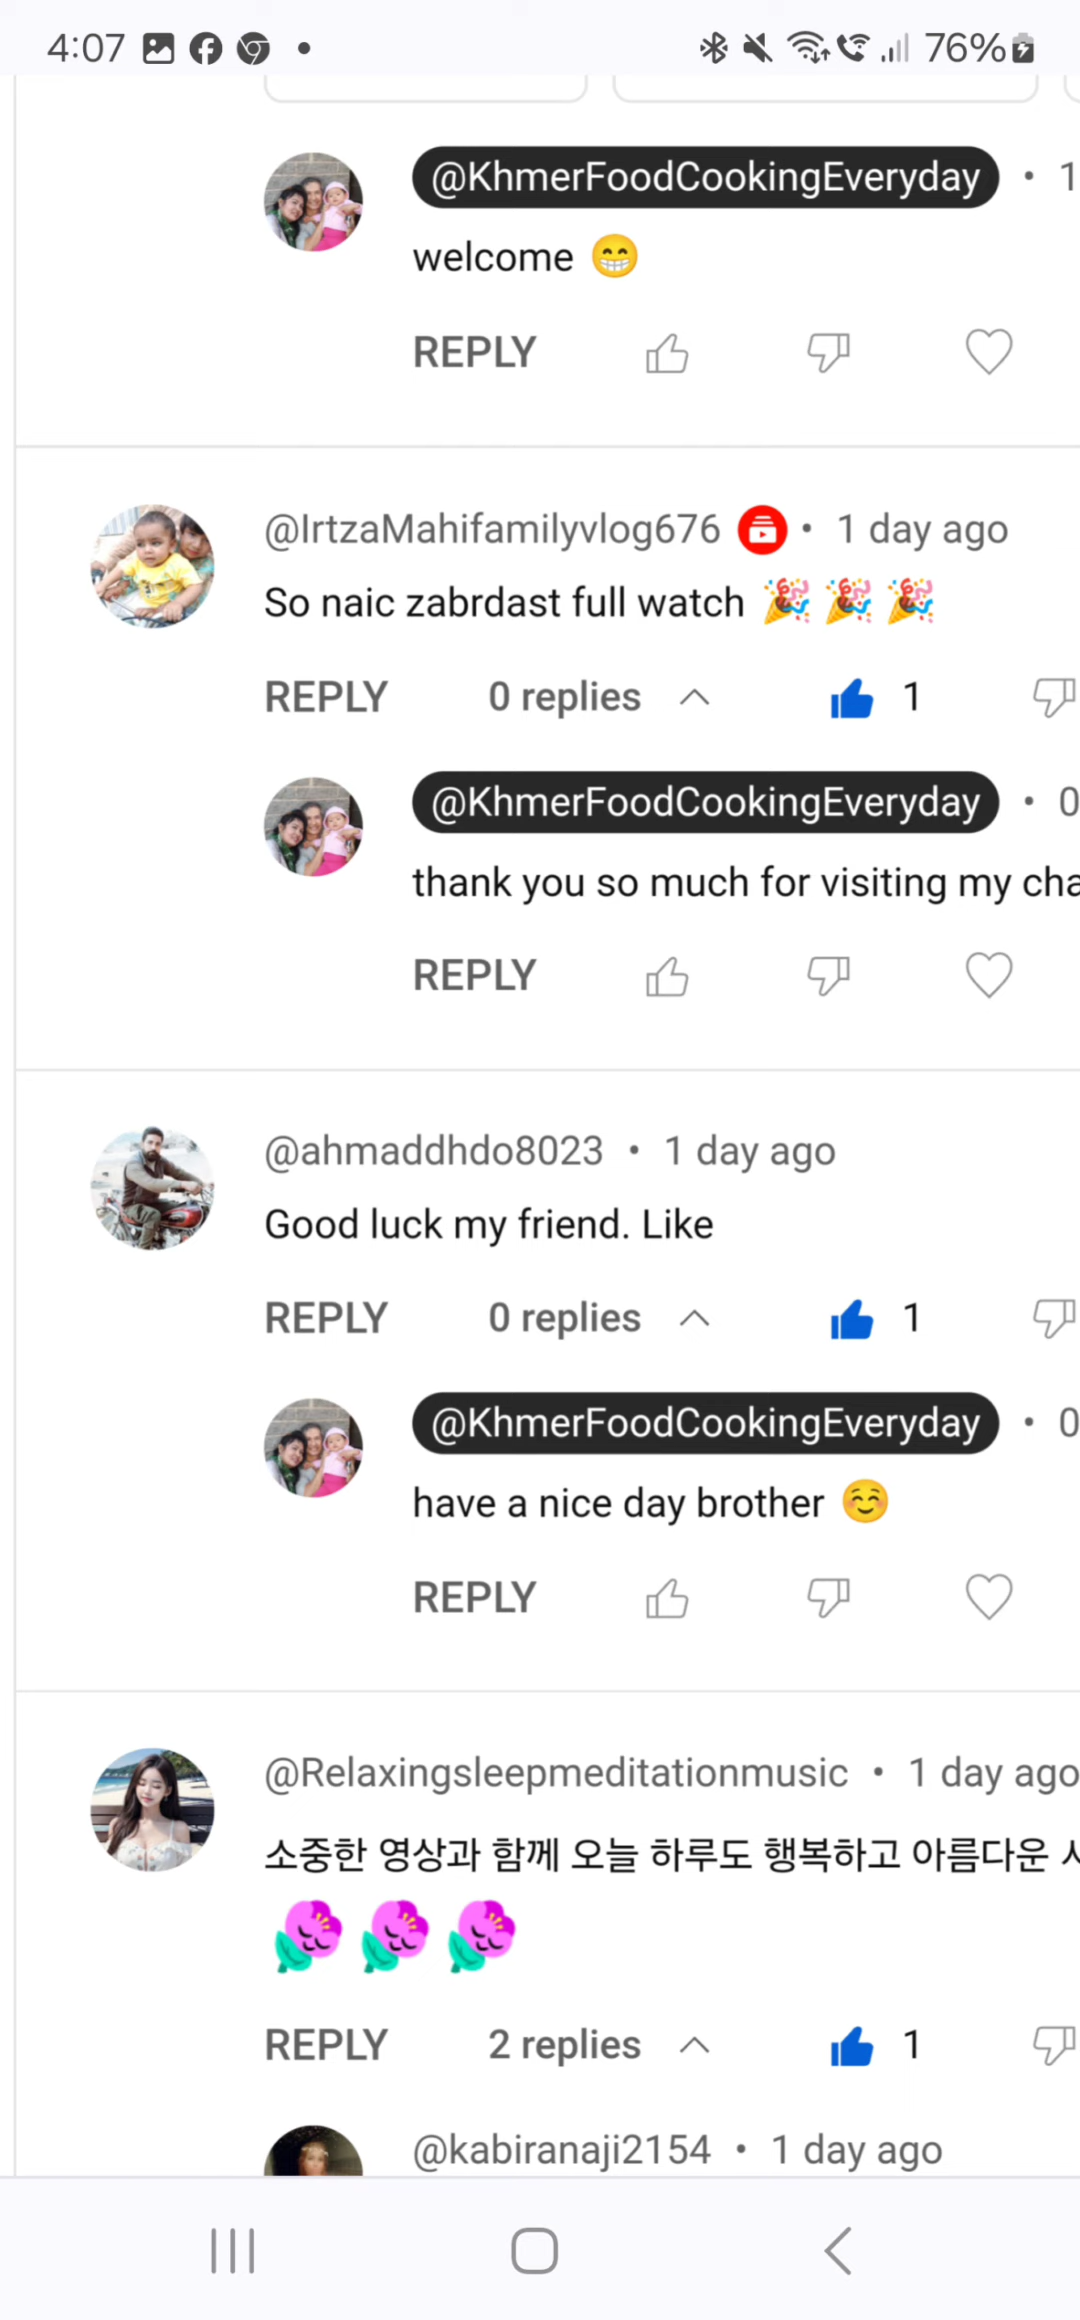 4:07 76%
@KhmerFoodCookingEveryday • 1
welcome 😁
REPLY
@IrtzaMahifamilyvlog676 • 1 day ago
So naic zabrdast full watch 🎉 🎉 🎉
REPLY 0 replies 1
@KhmerFoodCookingEveryday • 0
thank you so much for visiting my cha
REPLY
@ahmaddhdo8023 • 1 day ago
Good luck my friend. Like
REPLY 0 replies 1
@KhmerFoodCookingEveryday • 0
have a nice day brother ☺️
REPLY
@Relaxingsleepmeditationmusic • 1 day ago
소중한 영상과 함께 오늘 하루도 행복하고 아름다운
REPLY 2 replies 1
@kabiranaji2154 • 1 day ago